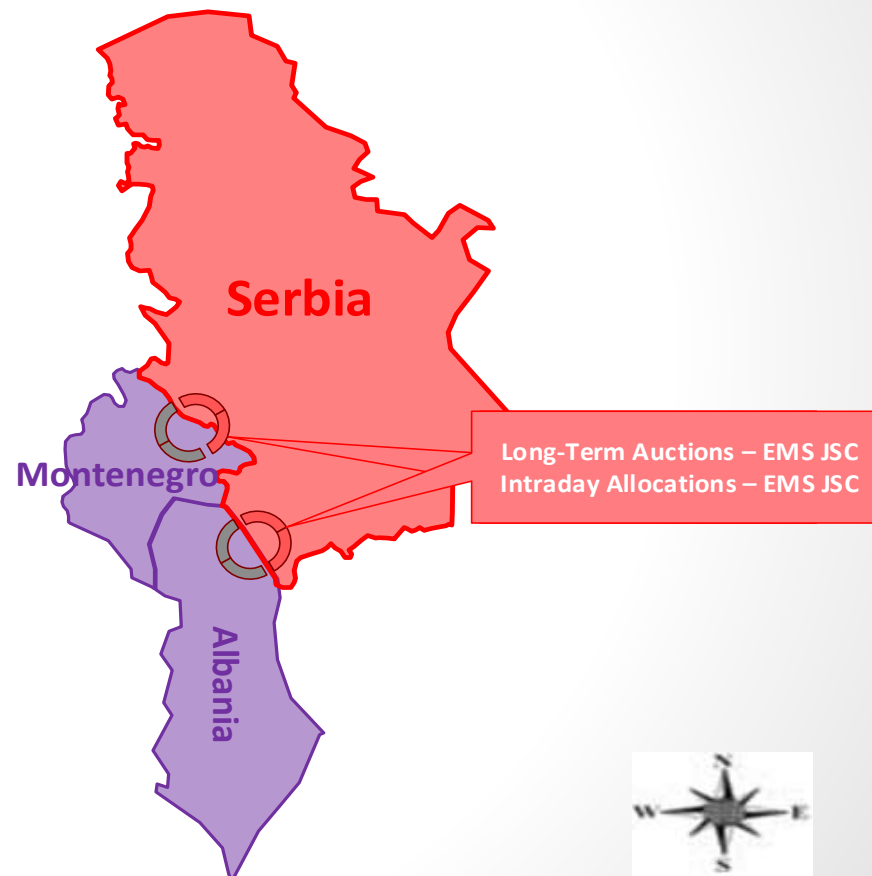 Serbia
Montenegro
Long-Term Auctions – EMS JSC
Intraday Allocations – EMS JSC
Albania
N
W E
S